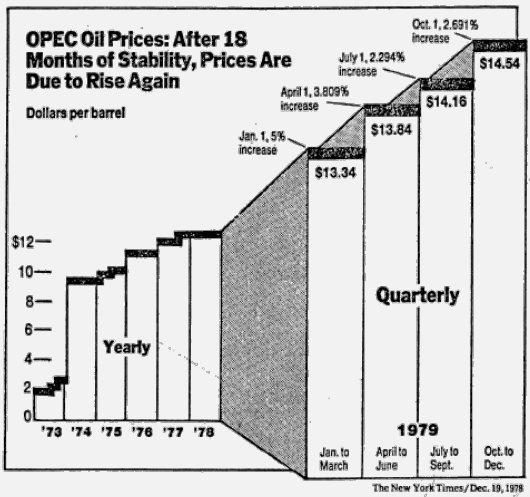 OPEC Oil Prices: After 18
Months of Stability, Prices Are
Due to Rise Again
Dollars per barrel
Oct. 1, 2.691%
increase
July 1, 2.294%
increase
April 1, 3.809%
increase
Jan. 1, 5%
increase
$14.54
$14.16
$13.84
$13.34
$12
10
8
6
4
2
0
Yearly
Quarterly
'73 '74 '75 '76 '77 '78
1979
Jan. to
March
April to
June
July to
Sept.
Oct. to
Dec.
The New York Times/Dec. 19, 1978